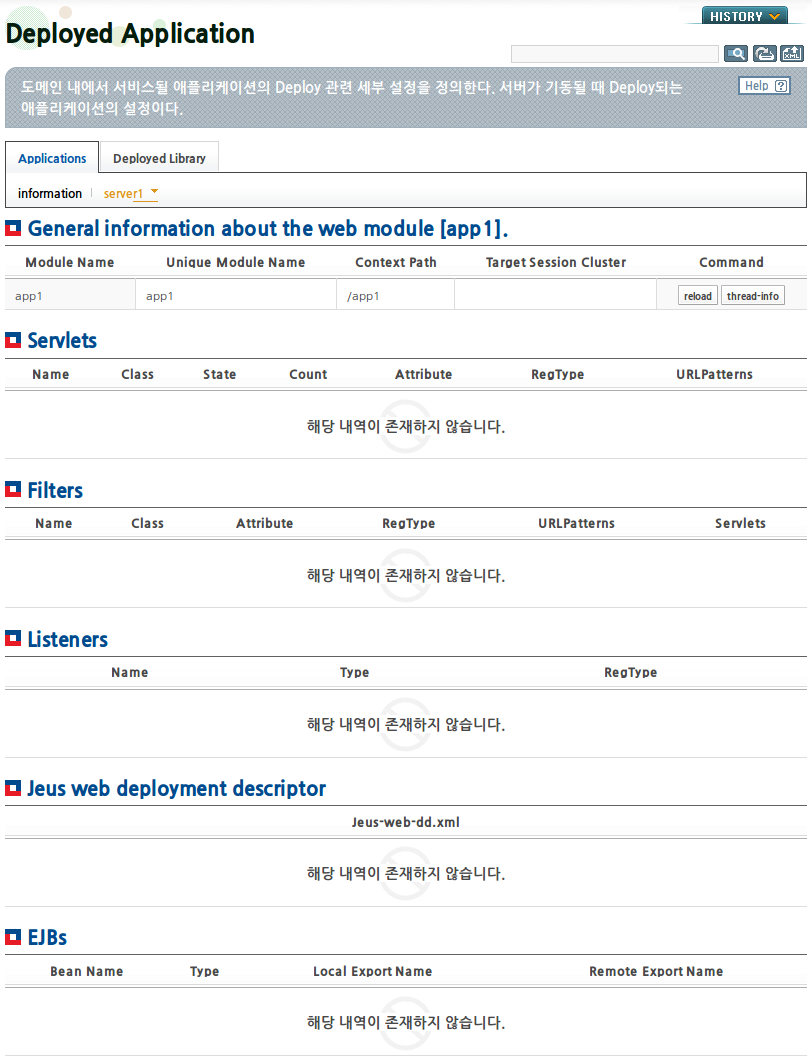 HISTORY
Deployed Application
XML
도메인 내에서 서비스될 애플리케이션의 Deploy 관련 세부 설정을 정의한다. 서버가 기동될 때 Deploy되는
애플리케이션의 설정이다.
Help ?
Applications Deployed Library
information server1
General information about the web module [app1].
Module Name Unique Module Name Context Path Target Session Cluster Command
app1 app1 /app1 reload thread-info
Servlets
Name Class State Count Attribute RegType URLPatterns
해당 내역이 존재하지 않습니다.
Filters
Name Class Attribute RegType URLPatterns Servlets
해당 내역이 존재하지 않습니다.
Listeners
Name Type RegType
해당 내역이 존재하지 않습니다.
Jeus web deployment descriptor
Jeus-web-dd.xml
해당 내역이 존재하지 않습니다.
EJBs
Bean Name Type Local Export Name Remote Export Name
해당 내역이 존재하지 않습니다.